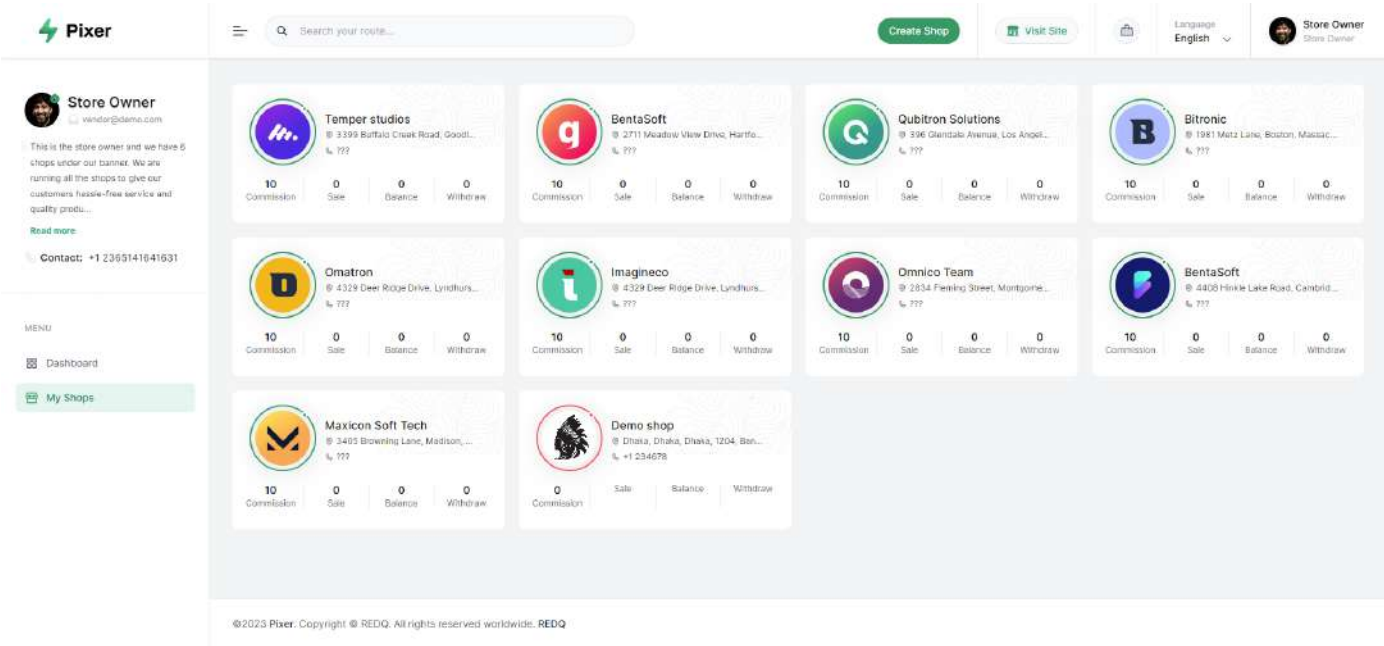 Pixer
Search your route...
Create Shop
Visit Site
Language
English
Store Owner
Store Owner
Store Owner
vendor@demo.com
This is the store owner and we have 6
shops under our banner. We are
running all the shops to give our
customers hassle-free service and
quality produ...
Read more
Contact: +1 2365141641631
MENU
Dashboard
My Shops
Temper studios
3399 Buffalo Creek Road, Goodl...
???
10 0 0 0
Commission Sale Balance Withdraw
BentaSoft
2711 Meadow View Drive, Hartfo...
???
10 0 0 0
Commission Sale Balance Withdraw
Qubitron Solutions
396 Glendale Avenue, Los Angel...
???
10 0 0 0
Commission Sale Balance Withdraw
Bitronic
1981 Metz Lane, Boston, Massac...
???
10 0 0 0
Commission Sale Balance Withdraw
Omatron
4329 Deer Ridge Drive, Lyndhurs...
???
10 0 0 0
Commission Sale Balance Withdraw
Imagineco
4329 Deer Ridge Drive, Lyndhurs...
???
10 0 0 0
Commission Sale Balance Withdraw
Omnico Team
2834 Fleming Street, Montgome...
???
10 0 0 0
Commission Sale Balance Withdraw
BentaSoft
4408 Hinkle Lake Road, Cambrid...
???
10 0 0 0
Commission Sale Balance Withdraw
Maxicon Soft Tech
3405 Browning Lane, Madison, ...
???
10 0 0 0
Commission Sale Balance Withdraw
Demo shop
Dhaka, Dhaka, Dhaka, 1204, Ban...
+1 234678
0
Commission Sale Balance Withdraw
©2023 Pixer. Copyright © REDQ. All rights reserved worldwide. REDQ